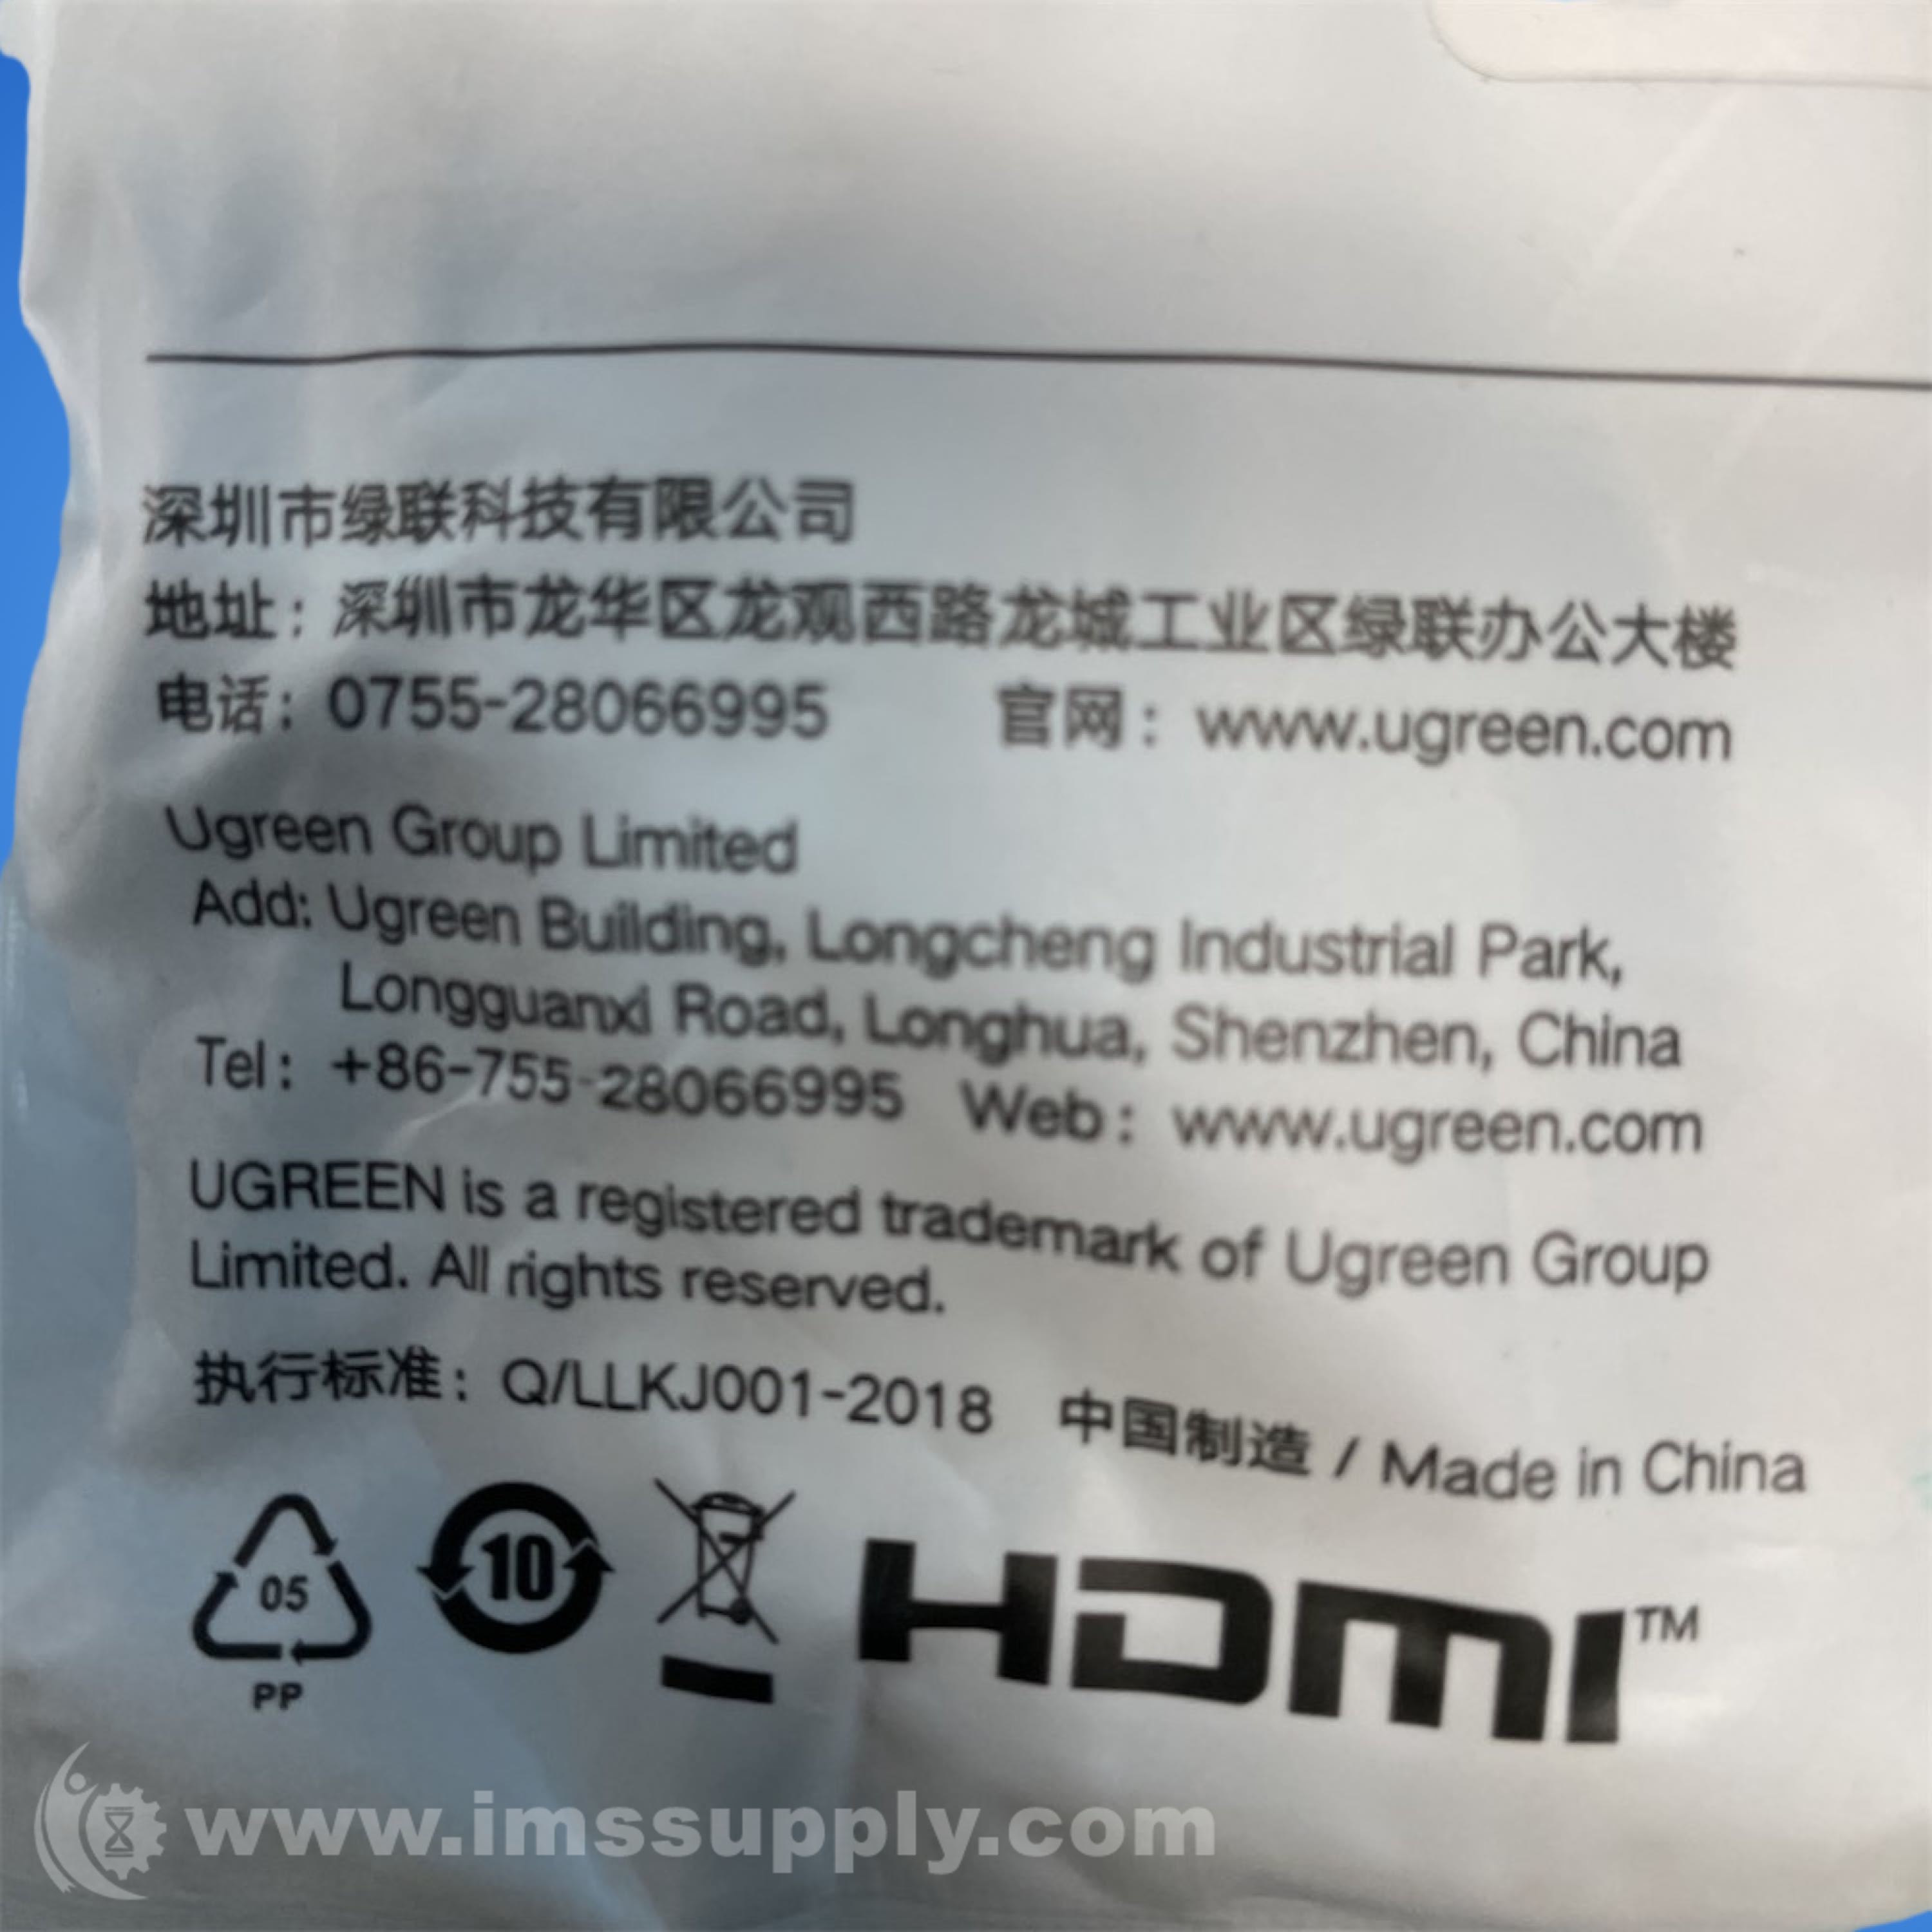 深圳市绿联科技有限公司
地址：深圳市龙华区龙观西路龙城工业区绿联办公大楼
电话：0755-28066995 官网：www.ugreen.com
Ugreen Group Limited
Add: Ugreen Building, Longcheng Industrial Park,
Longguanxi Road, Longhua, Shenzhen, China
Tel: +86-755-28066995 Web: www.ugreen.com
UGREEN is a registered trademark of Ugreen Group
Limited. All rights reserved.
执行标准：Q/LLKJ001-2018 中国制造 / Made in China
05
PP
10
HDMI™
www.imssupply.com